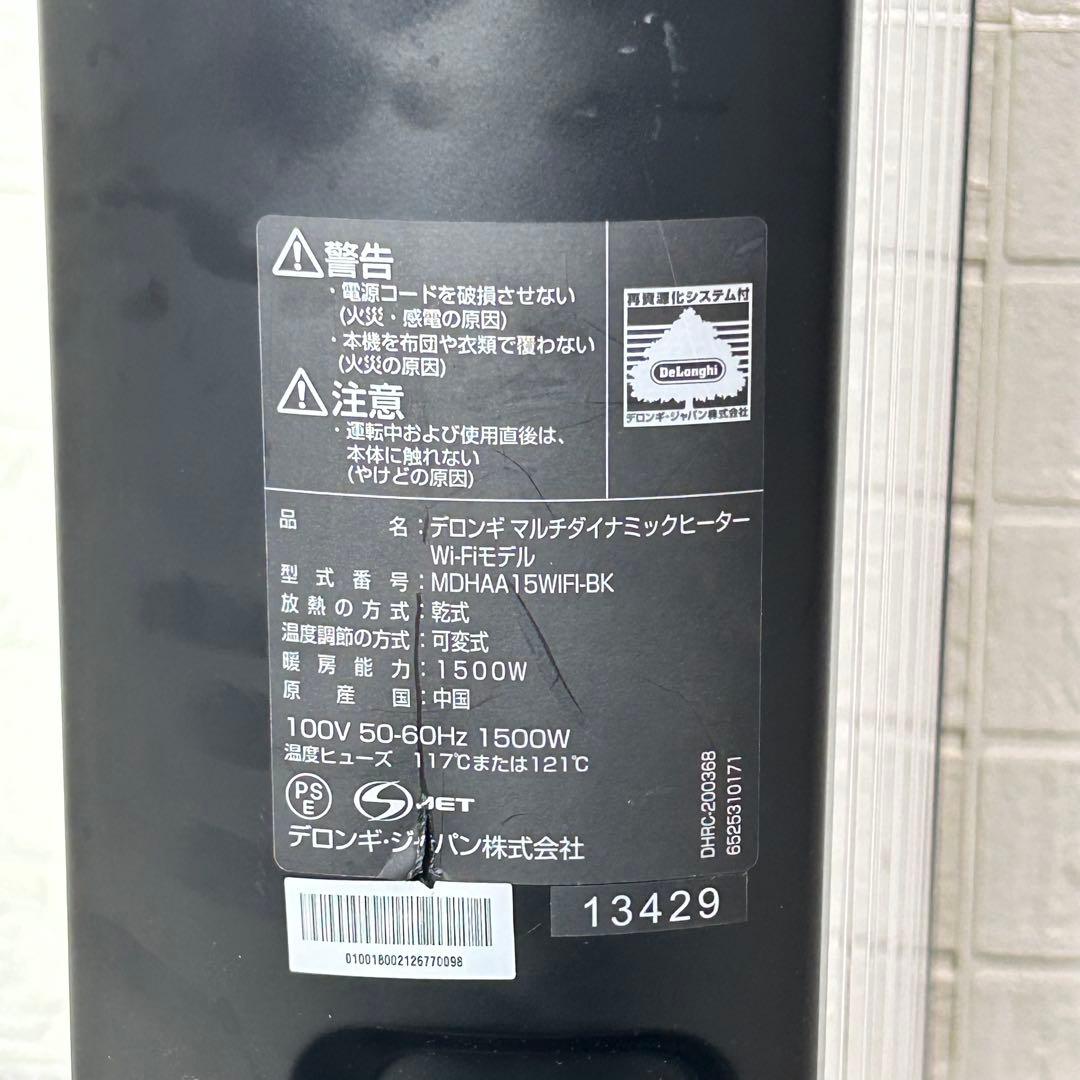 警告
・電源コードを破損させない
(火災・感電の原因)
・本機を布団や衣類で覆わない
(火災の原因)
注意
・運転中および使用直後は、
本体に触れない
(やけどの原因)
再資源化システム付
DeLonghi
デロンギ・ジャパン株式会社
品 名：デロンギ マルチダイナミックヒーター
Wi-Fiモデル
型式番号：MDHAA15WIFI-BK
放熱の方式：乾式
温度調節の方式：可変式
暖房能力：1500W
原産国：中国
100V 50-60Hz 1500W
温度ヒューズ 117℃または121℃
PSE
S JET
デロンギ・ジャパン株式会社
DHRC-200368
6525310171
010018002126770098
13429